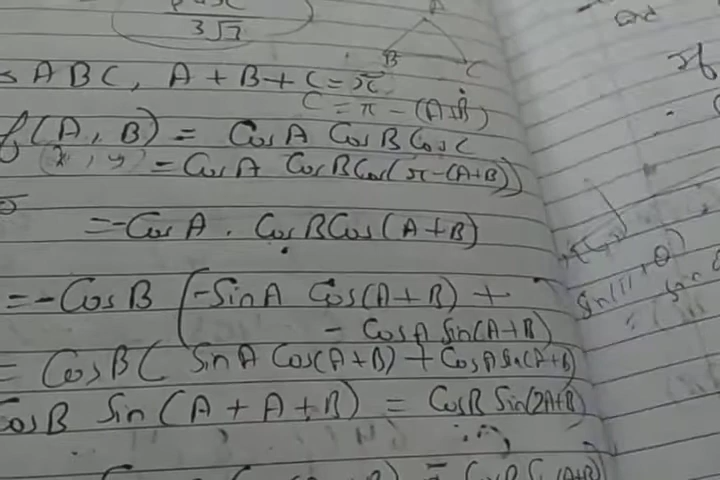 3√7
A
B C
ABC, A + B + C = π
C = π - (A+B)
f(A, B) = Cos A Cos B Cos C
(x, y) = Cos A Cos B Cos(π-(A+B))
= -Cos A . Cos B Cos(A+B)
= -Cos B (-Sin A Cos(A+B) +
- Cos A Sin(A+B)
= Cos B ( Sin A Cos(A+B) + Cos A Sin(A+B)
Cos B Sin(A + A + B) = Cos B Sin(2A+B)